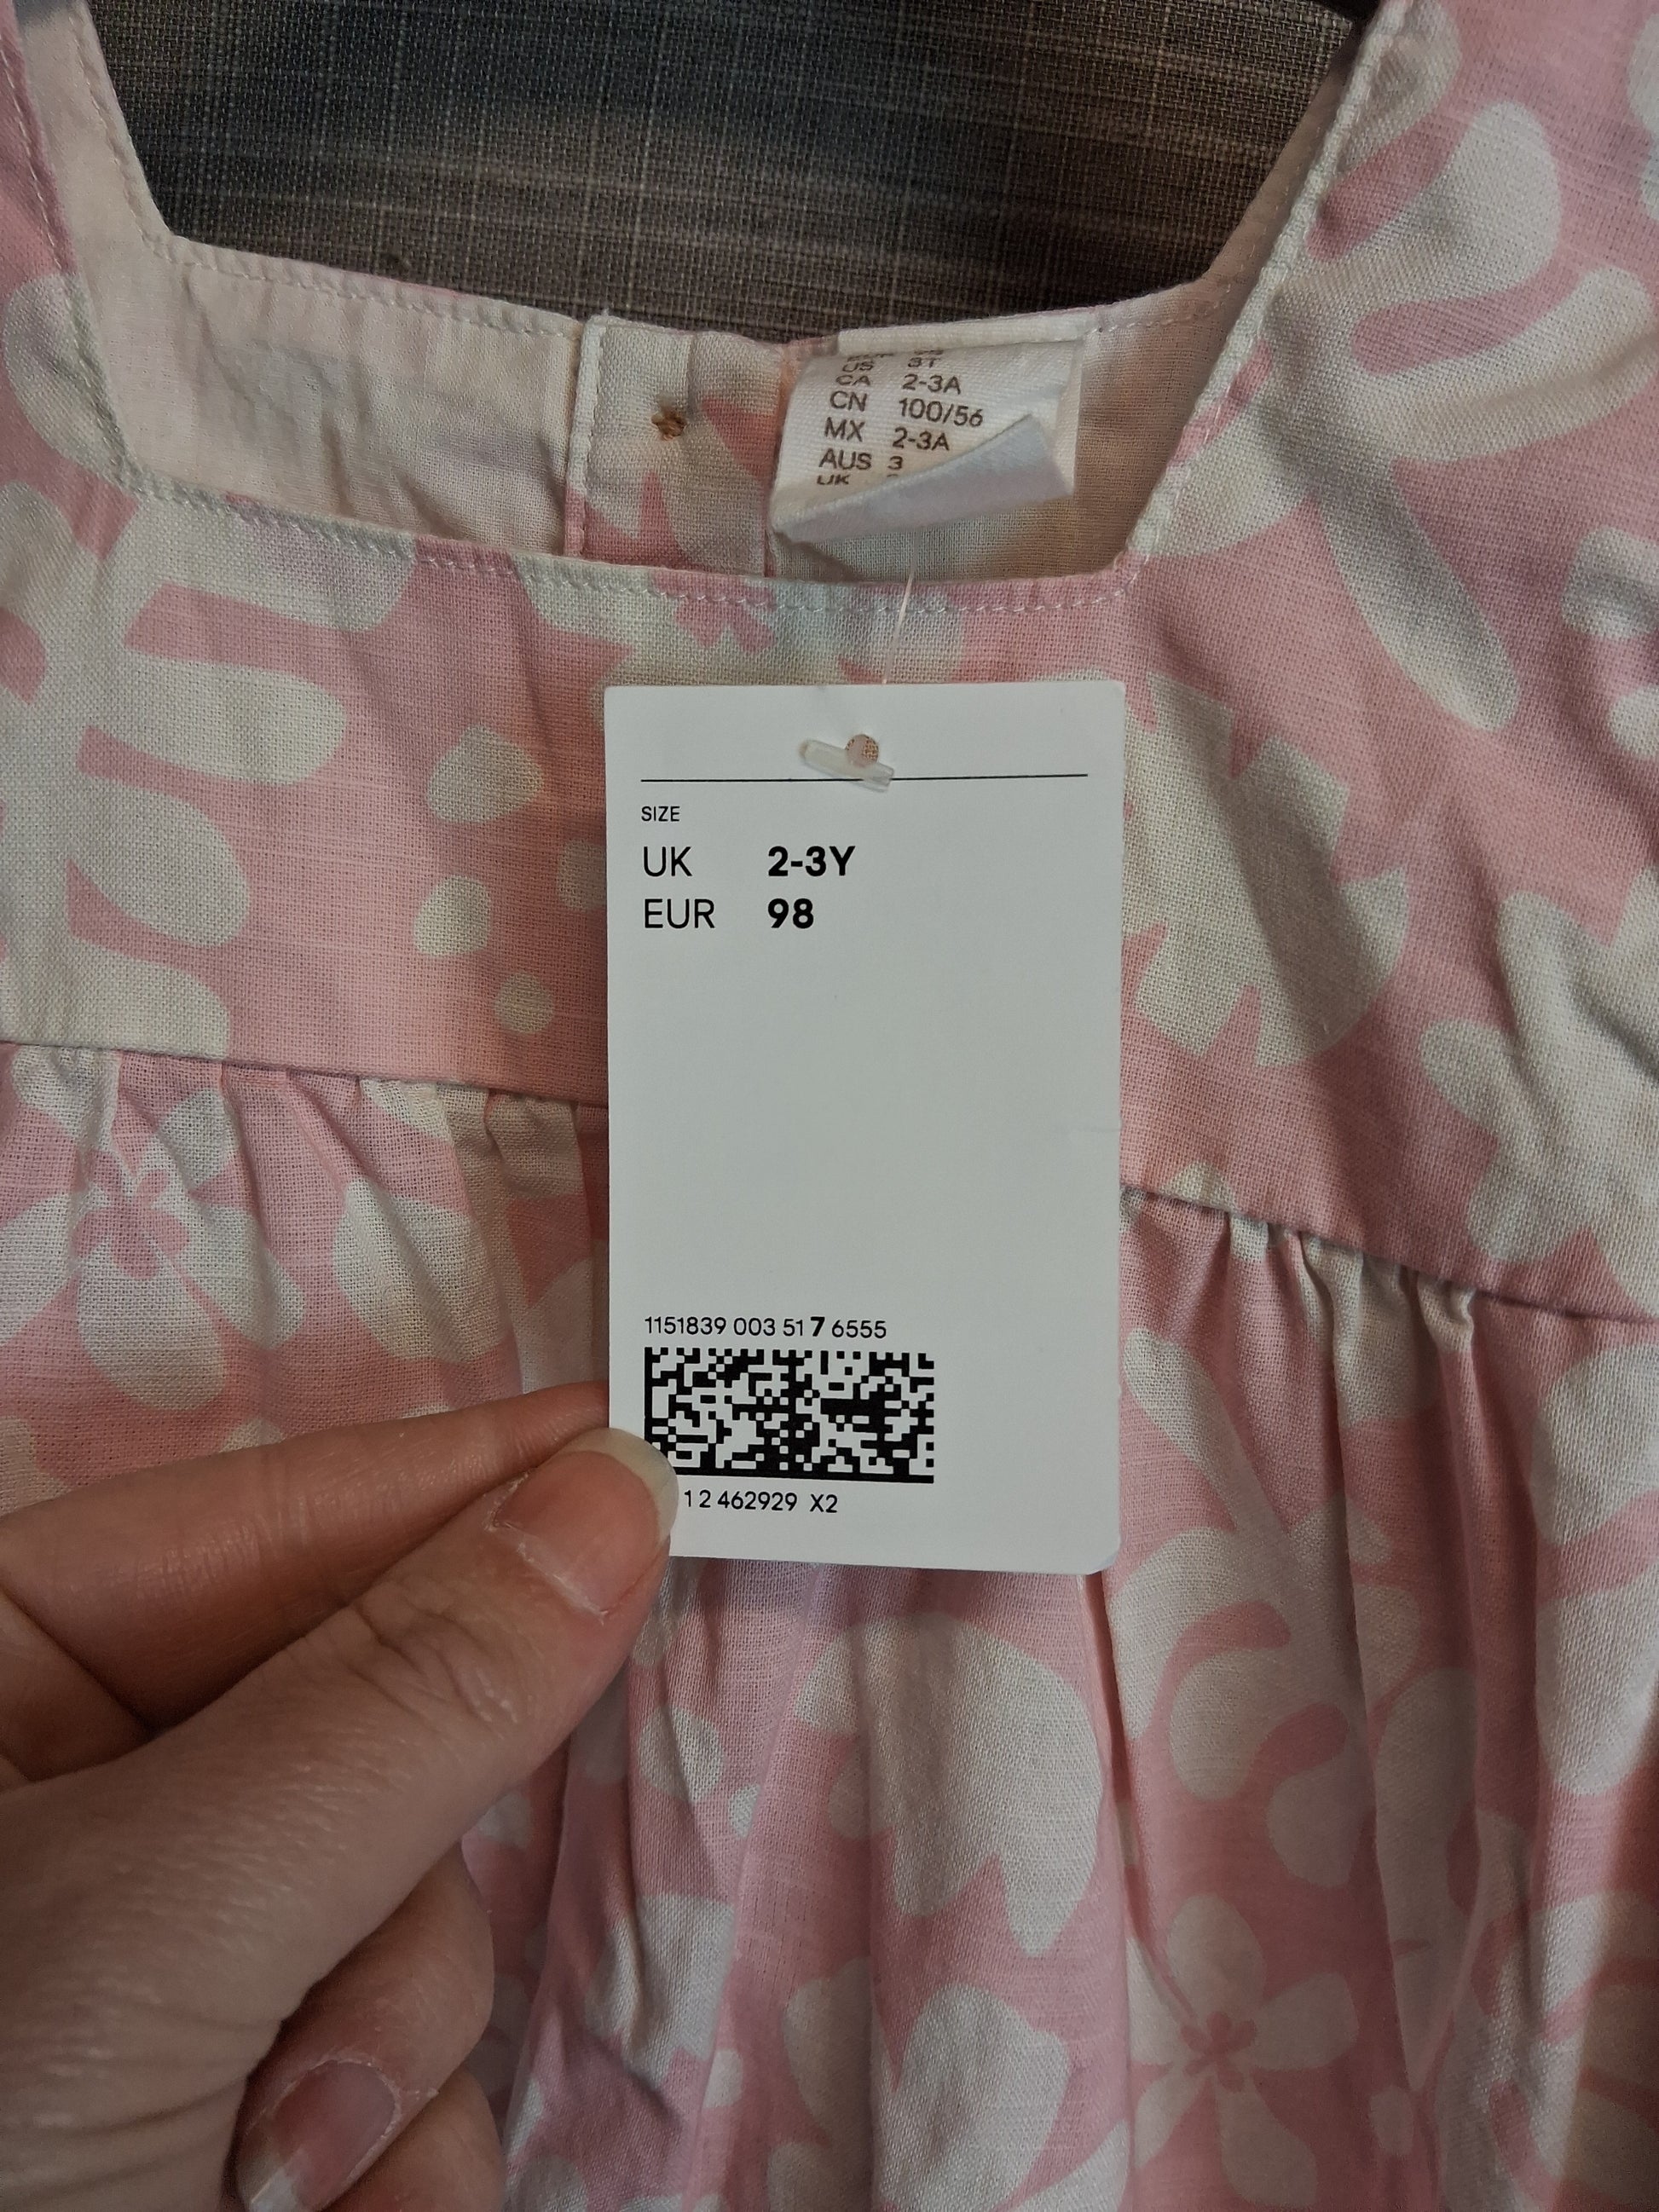 US 3T
CA 2-3A
CN 100/56
MX 2-3A
AUS 3
UK
SIZE
UK 2-3Y
EUR 98
1151839 003 51 7 6555
1 2 462929 X2